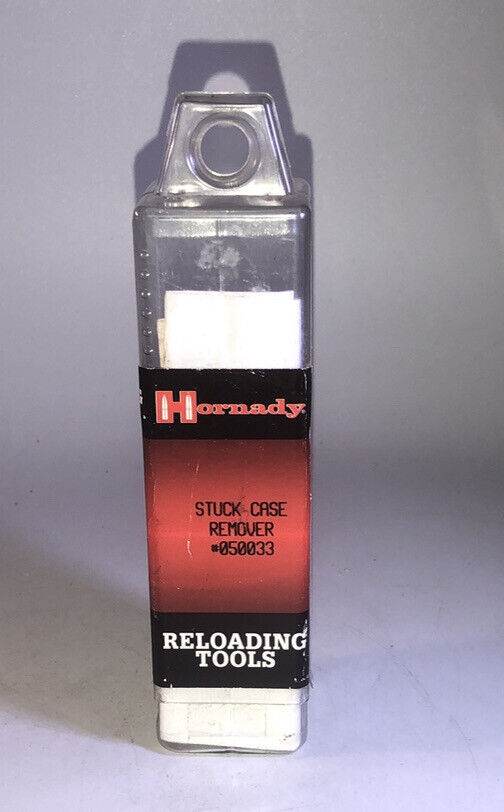 Hornady
STUCK CASE
REMOVER
#050033
RELOADING
TOOLS